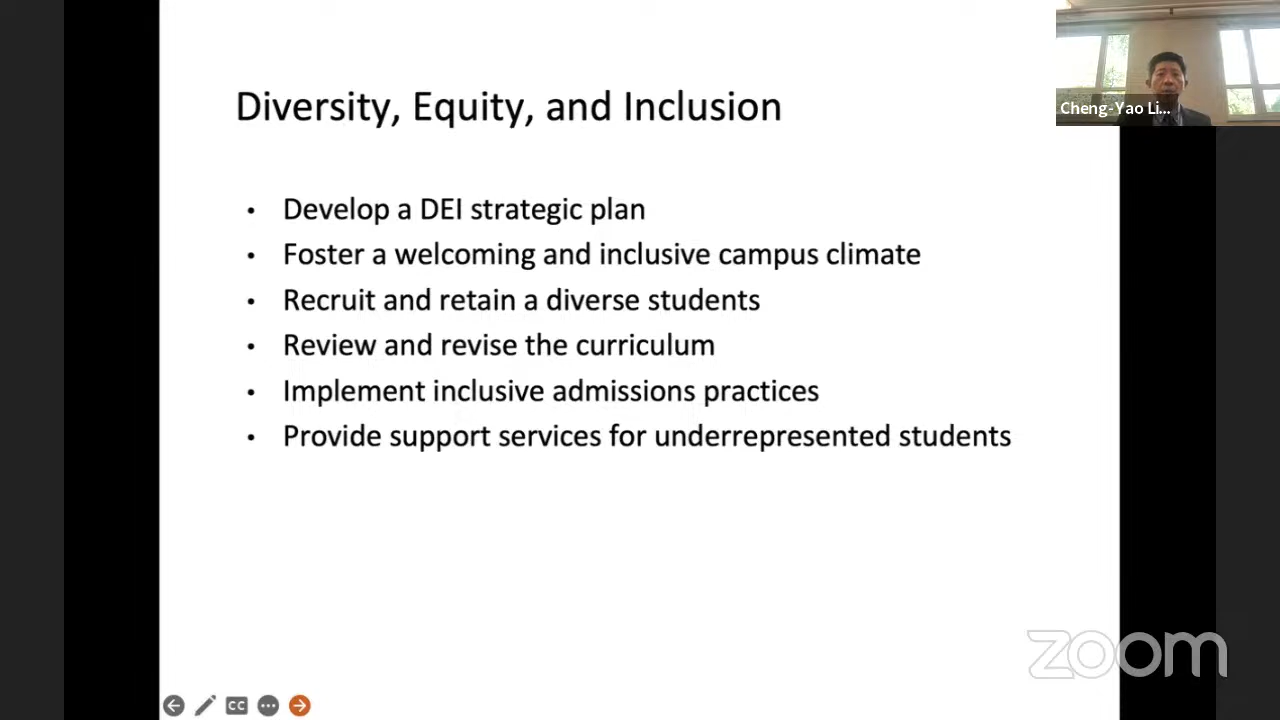 Cheng-Yao Li...
Diversity, Equity, and Inclusion
• Develop a DEI strategic plan
• Foster a welcoming and inclusive campus climate
• Recruit and retain a diverse students
• Review and revise the curriculum
• Implement inclusive admissions practices
• Provide support services for underrepresented students
zoom
CC